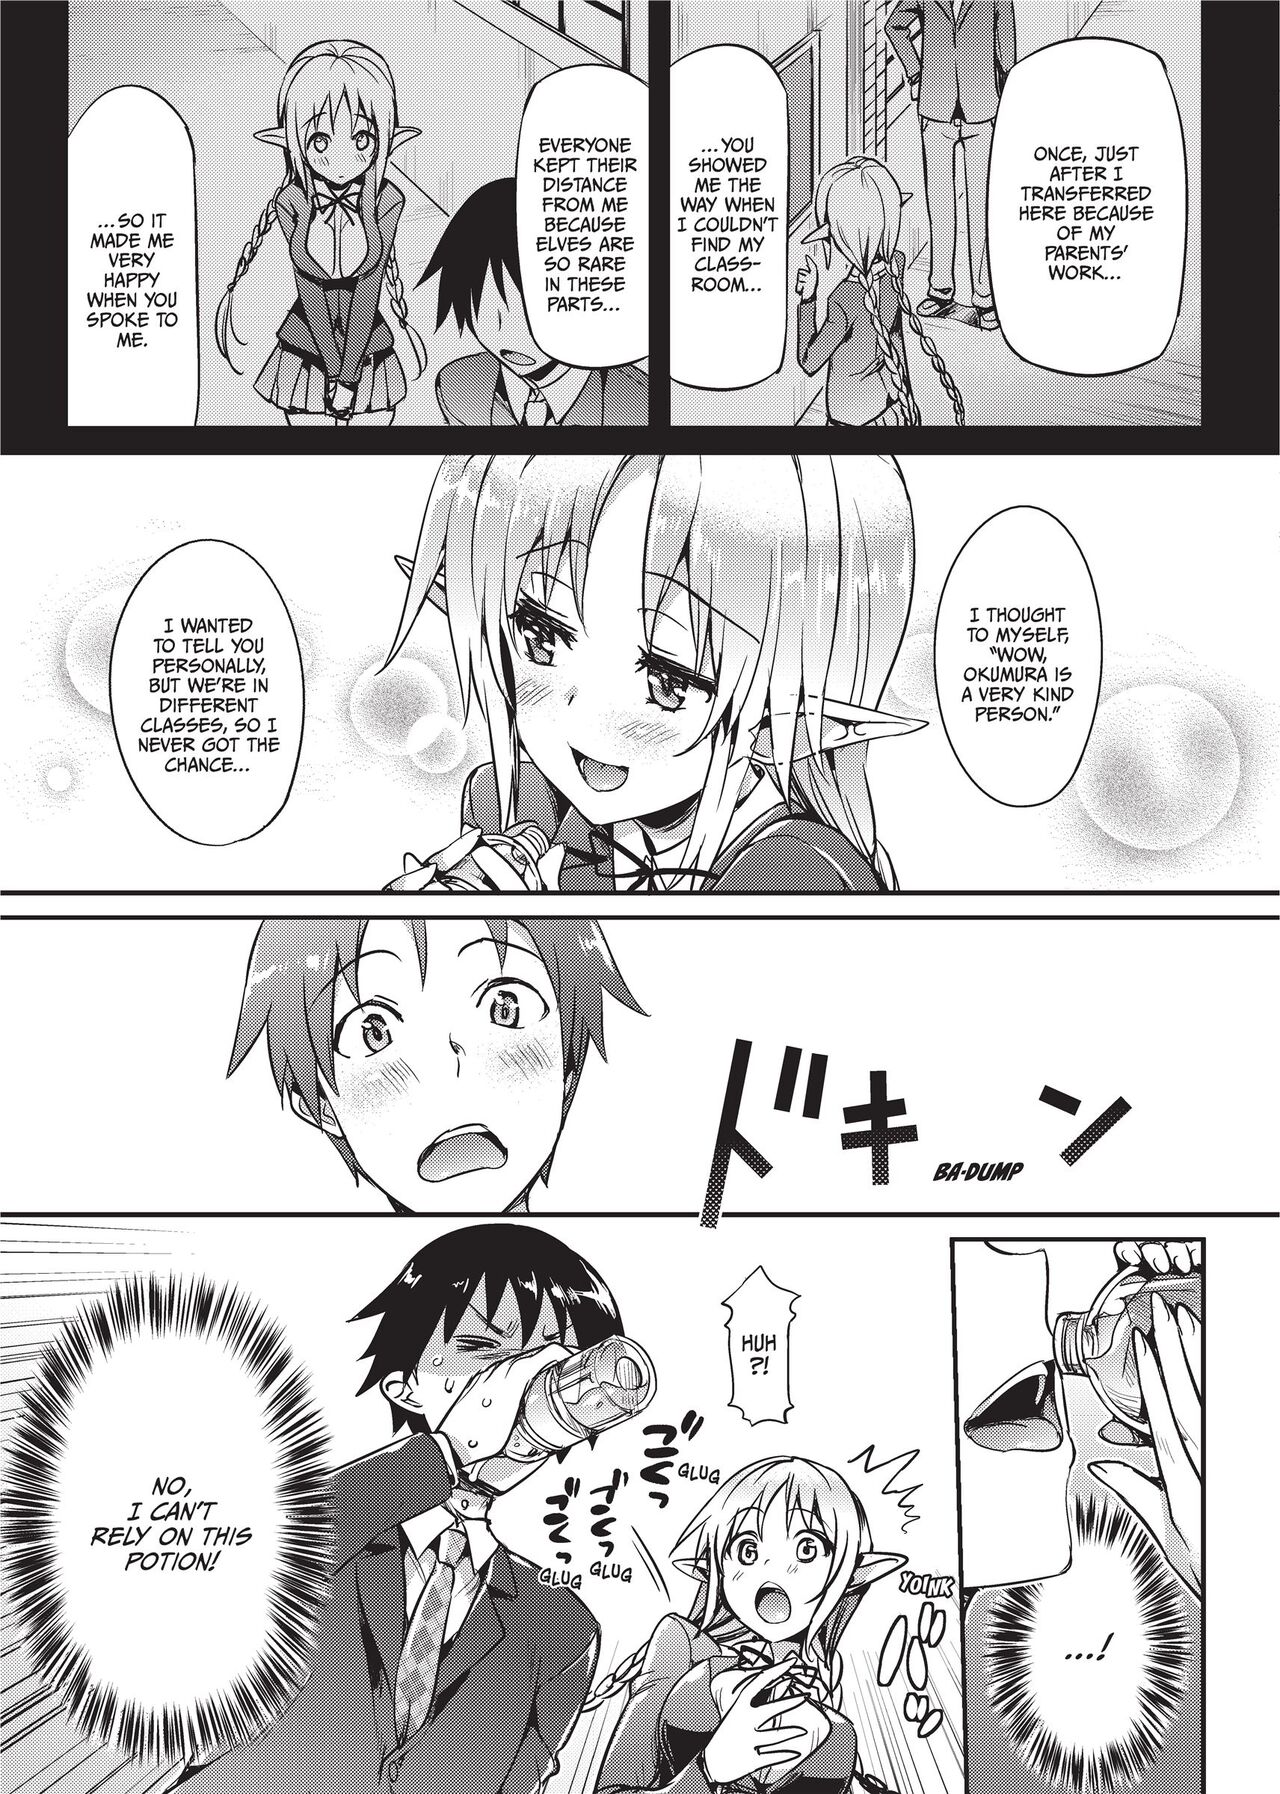 ONCE, JUST
AFTER I
TRANSFERRED
HERE BECAUSE
OF MY
PARENTS'
WORK...
...YOU
SHOWED
ME THE
WAY WHEN
I COULDN'T
FIND MY
CLASS-
ROOM...
EVERYONE
KEPT THEIR
DISTANCE
FROM ME
BECAUSE
ELVES ARE
SO RARE
IN THESE
PARTS...
...SO IT
MADE ME
VERY
HAPPY
WHEN YOU
SPOKE TO
ME.
I THOUGHT
TO MYSELF,
"WOW,
OKUMURA IS
A VERY KIND
PERSON."
I WANTED
TO TELL YOU
PERSONALLY,
BUT WE'RE IN
DIFFERENT
CLASSES, SO I
NEVER GOT THE
CHANCE...
ドキン
BA-DUMP
....!
YOINK
HUH
?!
GLUG
GLUG
GLUG
NO,
I CAN'T
RELY ON THIS
POTION!